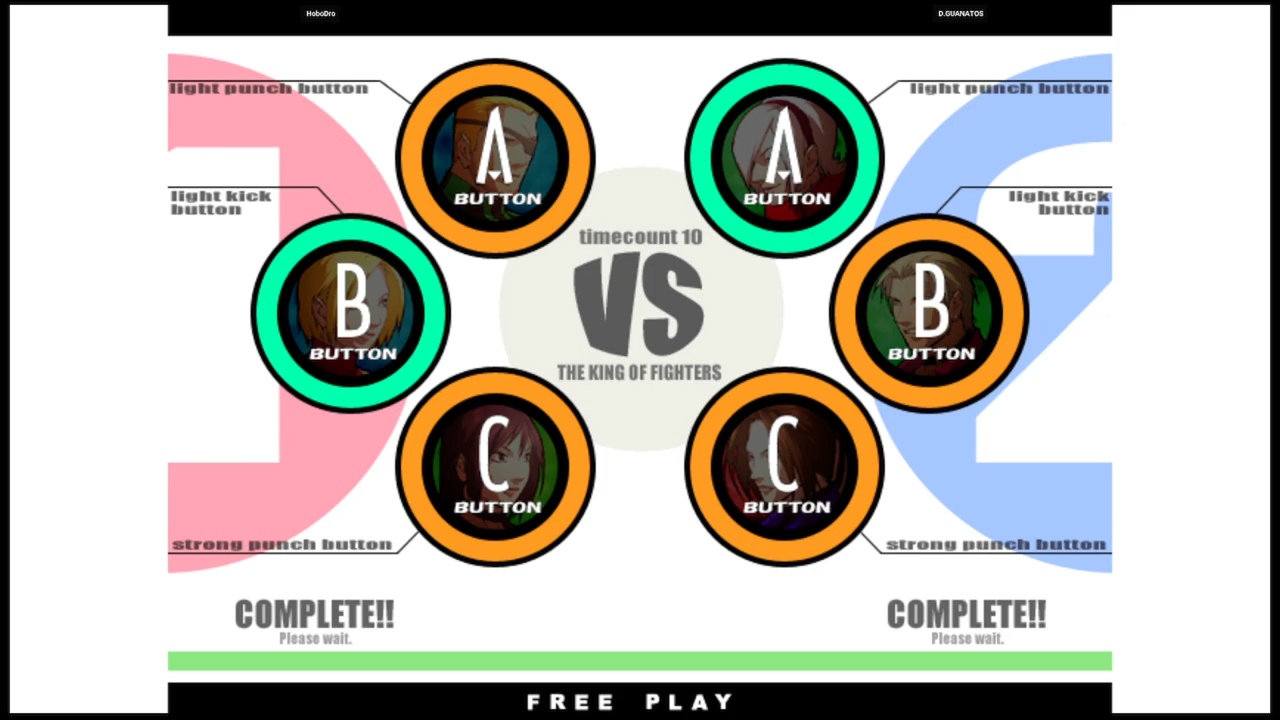 HoboDro
D.GUANATOS
light punch button
light punch button
A
BUTTON
A
BUTTON
light kick
button
light kick
button
B
BUTTON
B
BUTTON
timecount 10
VS
THE KING OF FIGHTERS
C
BUTTON
C
BUTTON
strong punch button
strong punch button
COMPLETE!!
Please wait.
COMPLETE!!
Please wait.
FREE PLAY